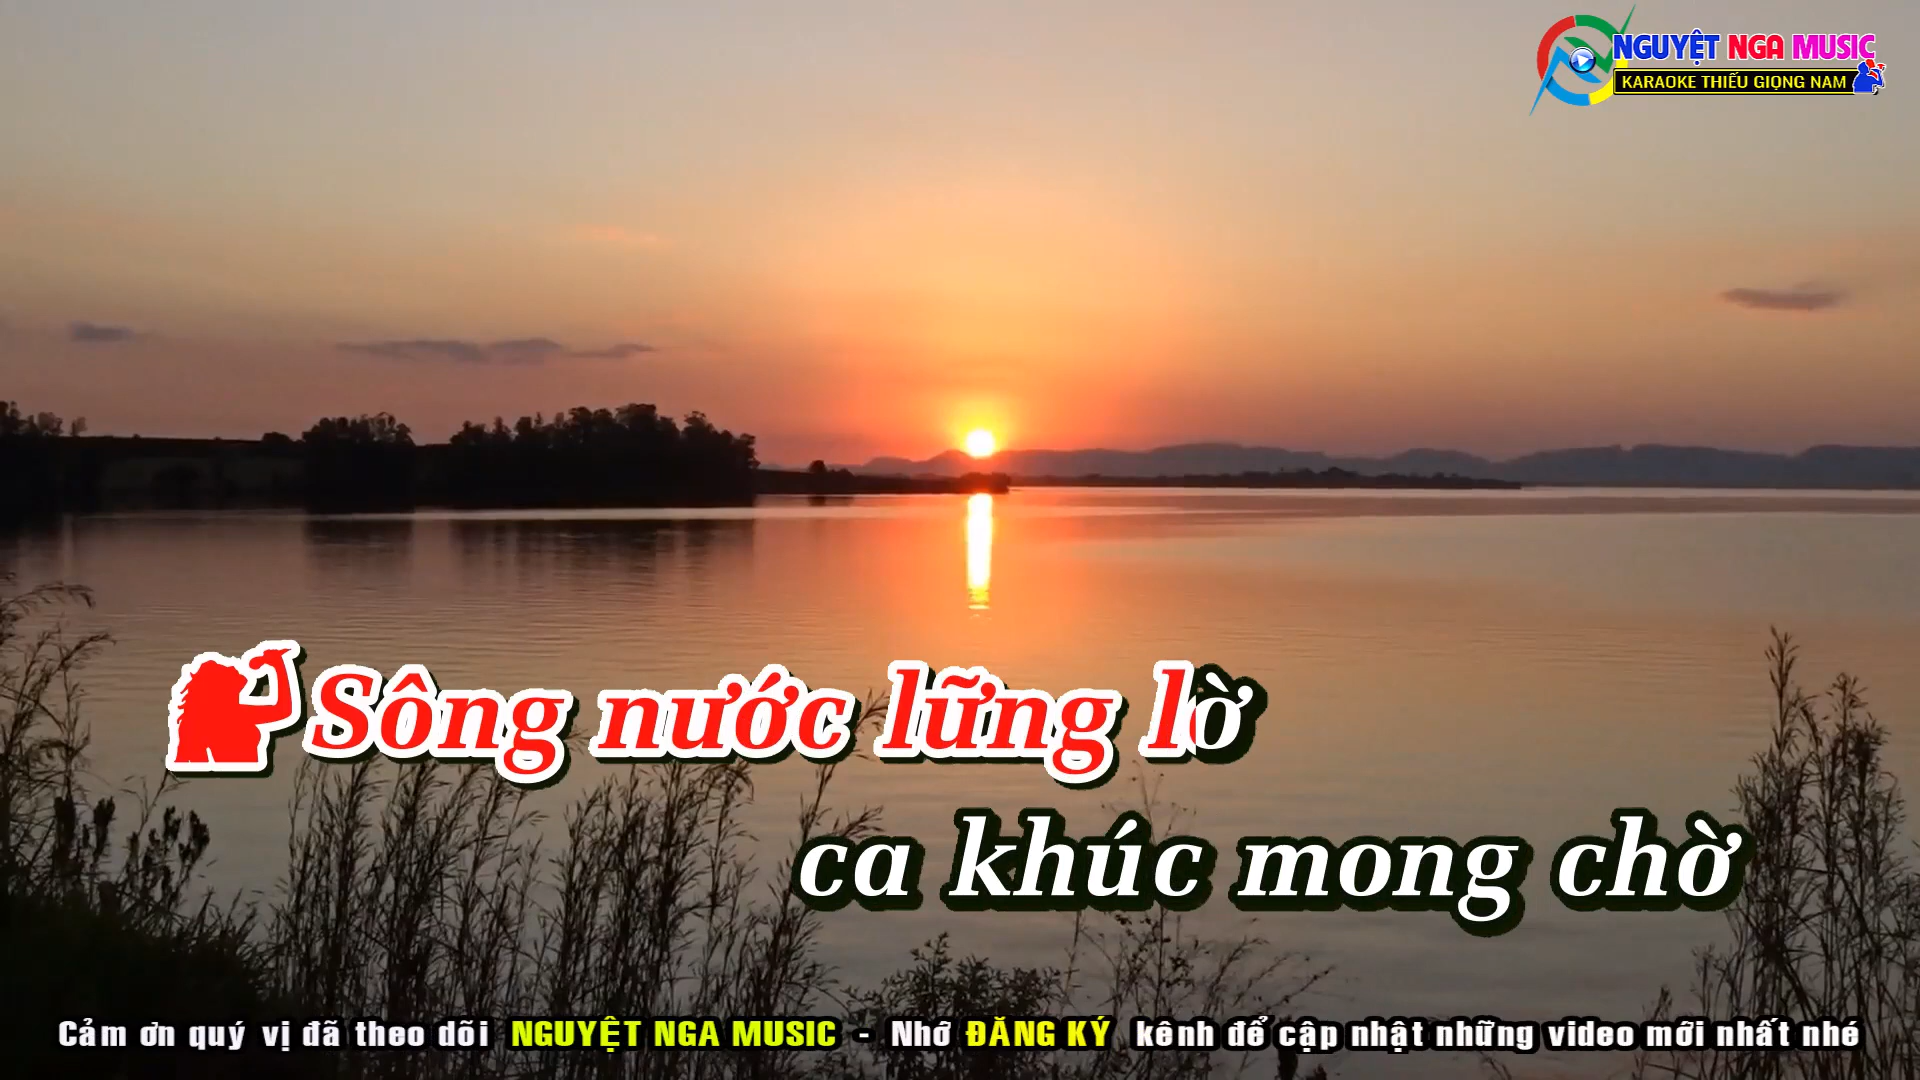 NGUYỆT NGA MUSIC
KARAOKE THIẾU GIỌNG NAM
Sông nước lững lờ
ca khúc mong chờ
Cảm ơn quý vị đã theo dõi NGUYỆT NGA MUSIC - Nhớ ĐĂNG KÝ kênh để cập nhật những video mới nhất nhé